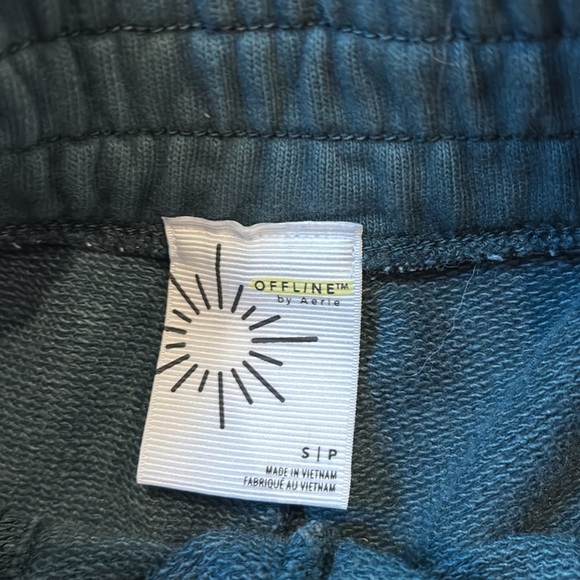 OFFLINE™
by Aerie
S | P
MADE IN VIETNAM
FABRIQUÉ AU VIETNAM